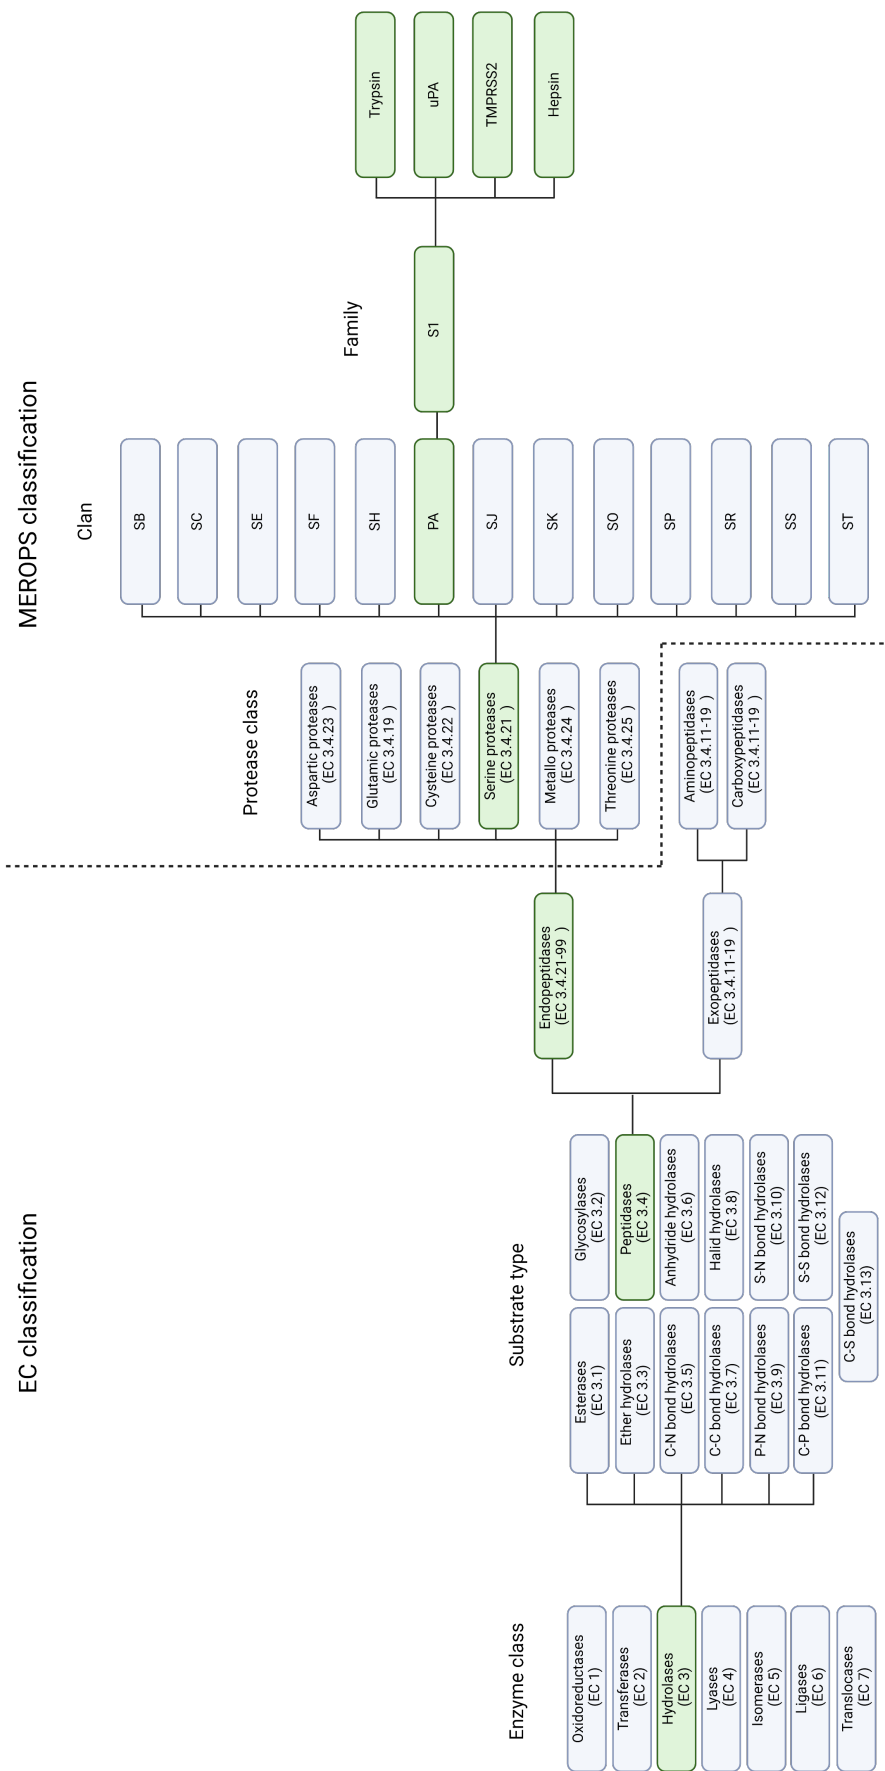 EC classification
MEROPS classification
Enzyme class
Oxidoreductases
(EC 1)
Transferases
(EC 2)
Hydrolases
(EC 3)
Lyases
(EC 4)
Isomerases
(EC 5)
Ligases
(EC 6)
Translocases
(EC 7)
Substrate type
Esterases
(EC 3.1)
Glycosylases
(EC 3.2)
Ether hydrolases
(EC 3.3)
Peptidases
(EC 3.4)
C-N bond hydrolases
(EC 3.5)
Anhydride hydrolases
(EC 3.6)
C-C bond hydrolases
(EC 3.7)
Halid hydrolases
(EC 3.8)
P-N bond hydrolases
(EC 3.9)
S-N bond hydrolases
(EC 3.10)
C-P bond hydrolases
(EC 3.11)
S-S bond hydrolases
(EC 3.12)
C-S bond hydrolases
(EC 3.13)
Endopeptidases
(EC 3.4.21-99 )
Exopeptidases
(EC 3.4.11-19 )
Protease class
Aspartic proteases
(EC 3.4.23 )
Glutamic proteases
(EC 3.4.19 )
Cysteine proteases
(EC 3.4.22 )
Serine proteases
(EC 3.4.21 )
Metallo proteases
(EC 3.4.24 )
Threonine proteases
(EC 3.4.25 )
Aminopeptidases
(EC 3.4.11-19 )
Carboxypeptidases
(EC 3.4.11-19 )
Clan
SB
SC
SE
SF
SH
PA
SJ
SK
SO
SP
SR
SS
ST
Family
S1
Trypsin
uPA
TMPRSS2
Hepsin